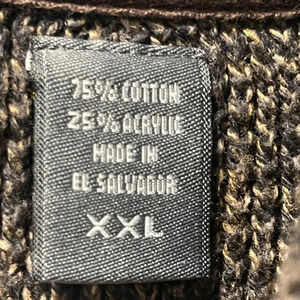 75% COTTON
25% ACRYLIC
MADE IN
EL SALVADOR
XXL